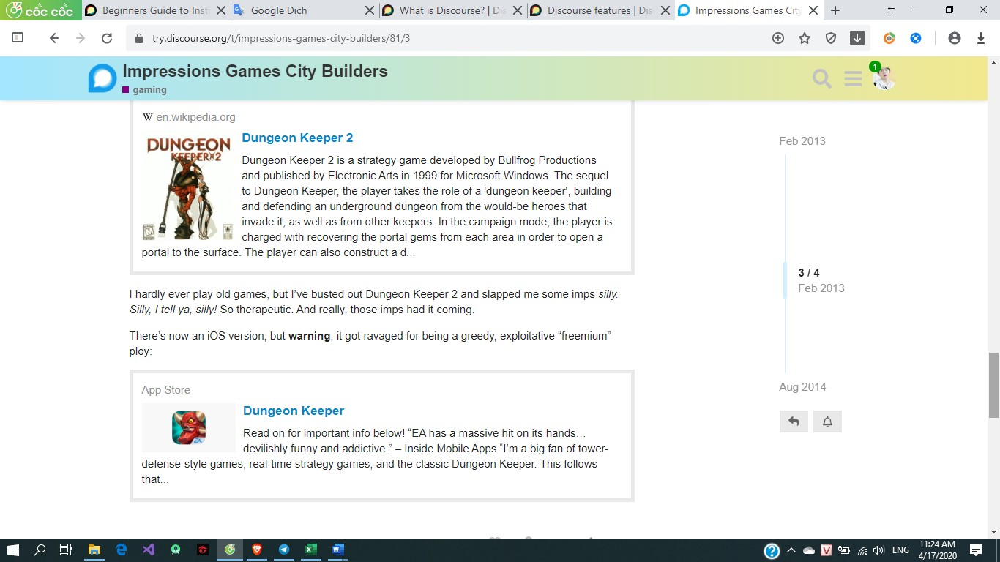 cốc cốc
Beginners Guide to Inst
Google Dịch
What is Discourse? | Dis
Discourse features | Dis
Impressions Games City
try.discourse.org/t/impressions-games-city-builders/81/3
Impressions Games City Builders
gaming
1
W en.wikipedia.org
DUNGEON
KEEPER 2
Dungeon Keeper 2
Dungeon Keeper 2 is a strategy game developed by Bullfrog Productions
and published by Electronic Arts in 1999 for Microsoft Windows. The sequel
to Dungeon Keeper, the player takes the role of a 'dungeon keeper', building
and defending an underground dungeon from the would-be heroes that
invade it, as well as from other keepers. In the campaign mode, the player is
charged with recovering the portal gems from each area in order to open a
portal to the surface. The player can also construct a d...
I hardly ever play old games, but I’ve busted out Dungeon Keeper 2 and slapped me some imps silly.
Silly, I tell ya, silly! So therapeutic. And really, those imps had it coming.
There’s now an iOS version, but warning, it got ravaged for being a greedy, exploitative “freemium”
ploy:
App Store
EA
Dungeon Keeper
Read on for important info below! “EA has a massive hit on its hands…
devilishly funny and addictive.” – Inside Mobile Apps “I’m a big fan of tower-
defense-style games, real-time strategy games, and the classic Dungeon Keeper. This follows
that...
Feb 2013
3 / 4
Feb 2013
Aug 2014
ENG
11:24 AM
4/17/2020